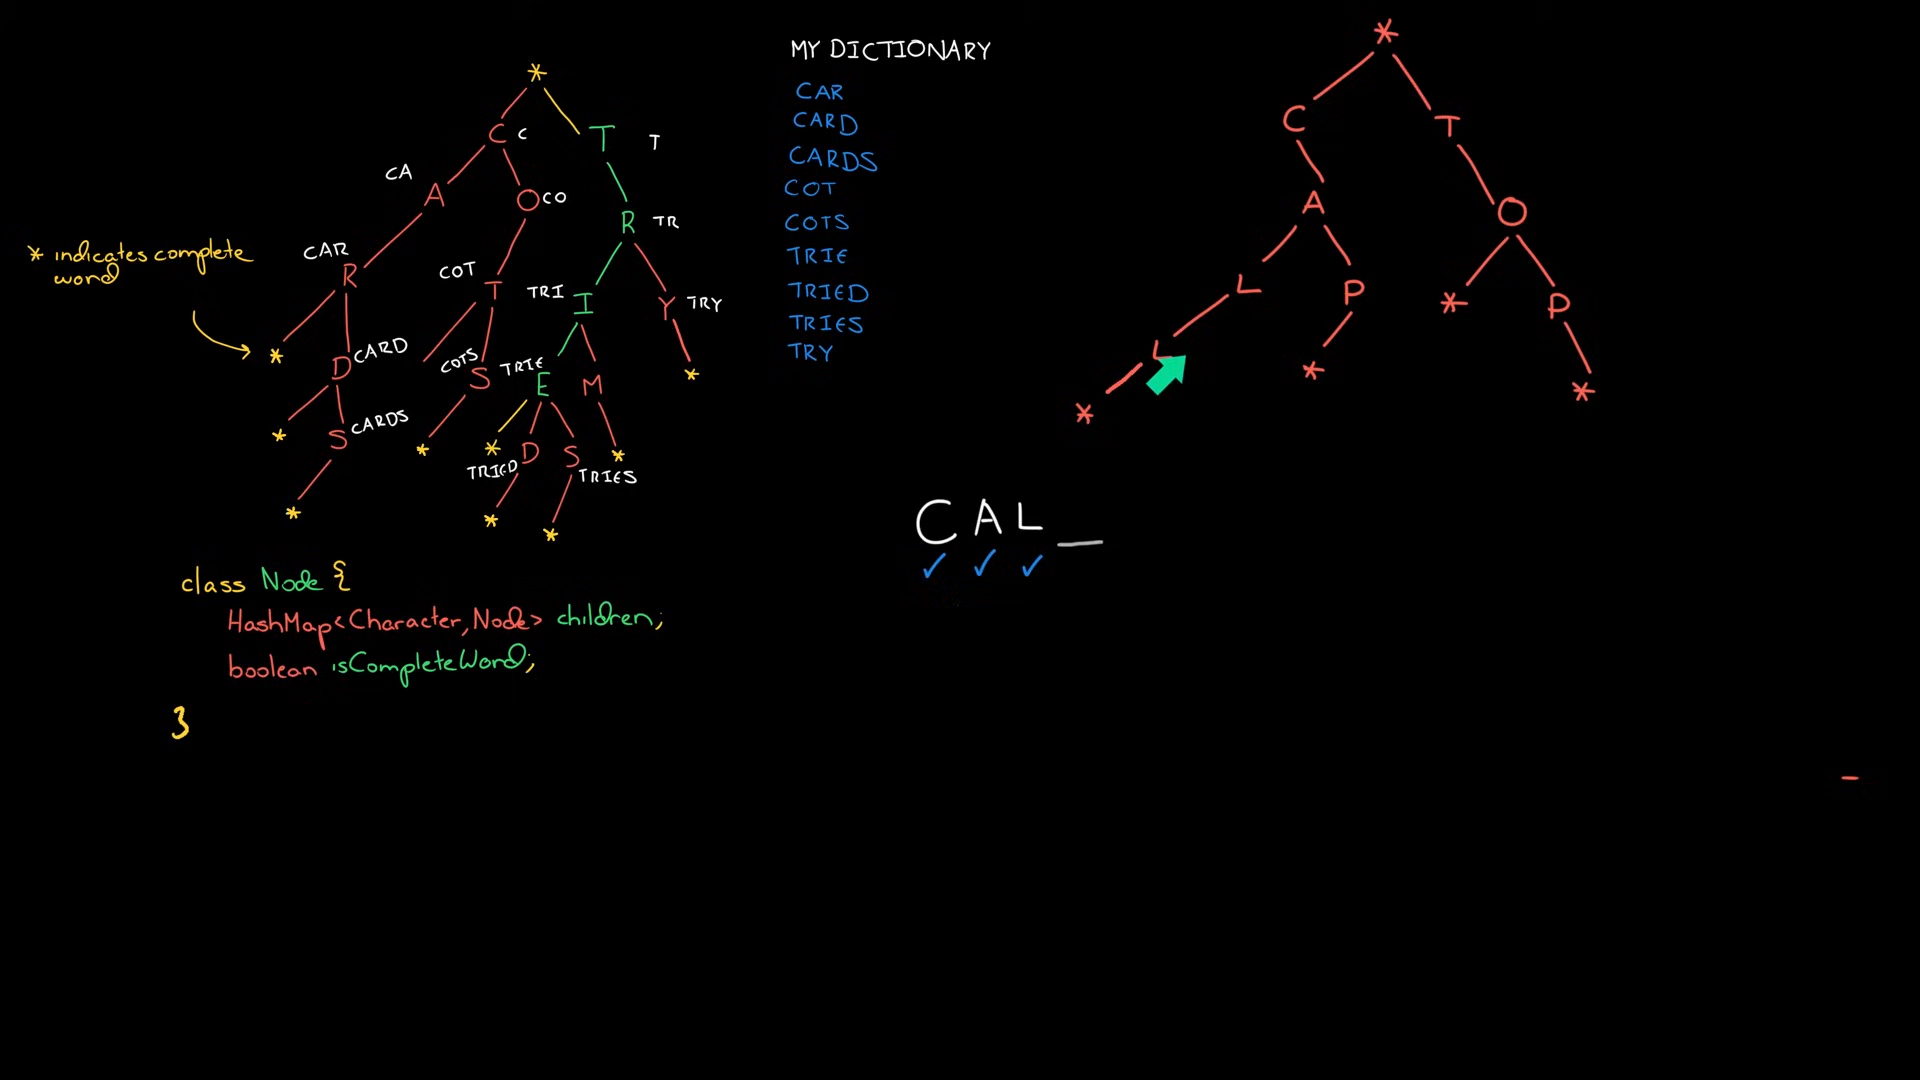 *
C C
T T
CA
A
O CO
R TR
* indicates complete
word
CAR
R
COT
T
TRI I
Y TRY
*
D CARD
COTS
S
TRIE
E
M
*
*
S CARDS
*
*
D
TRIED
S
TRIES
*
*
*
*
class Node {
HashMap<Character, Node> children;
boolean isCompleteWord;
}
MY DICTIONARY
CAR
CARD
CARDS
COT
COTS
TRIE
TRIED
TRIES
TRY
*
C
T
A
O
L
P
*
P
L
*
*
*
CAL_
✓ ✓ ✓